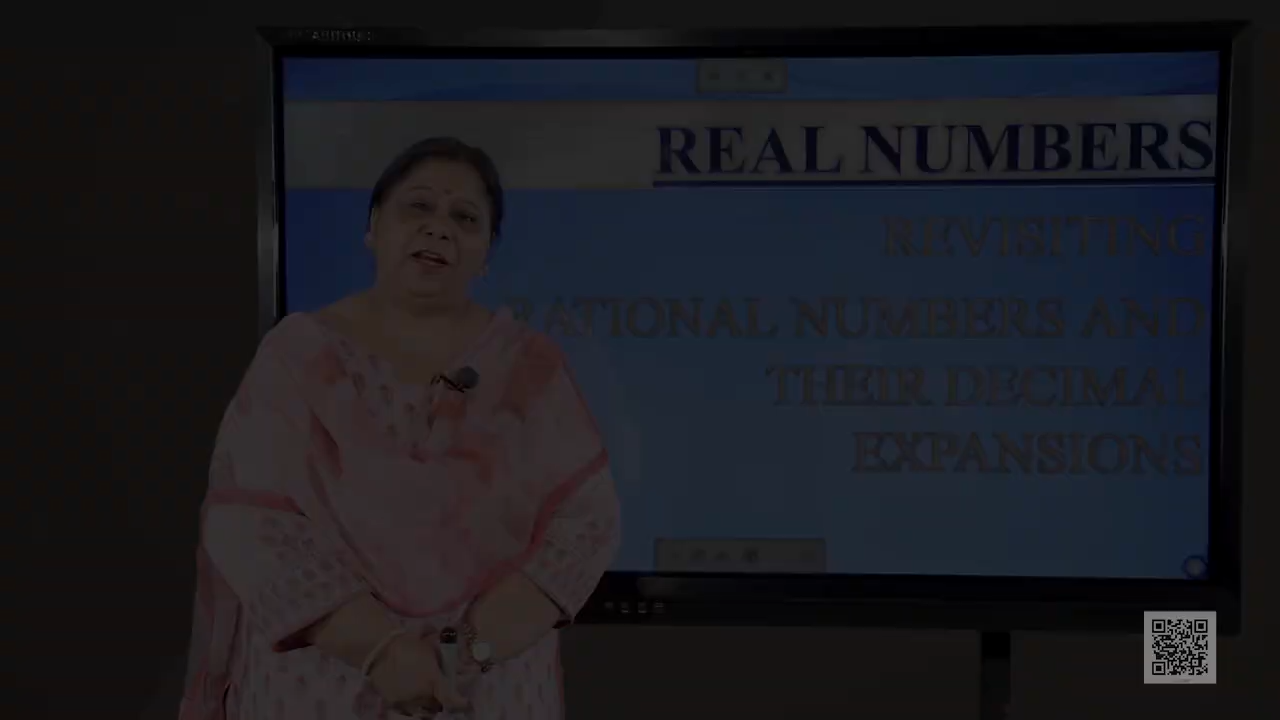 REAL NUMBERS
REVISITING
RATIONAL NUMBERS AND
THEIR DECIMAL
EXPANSIONS